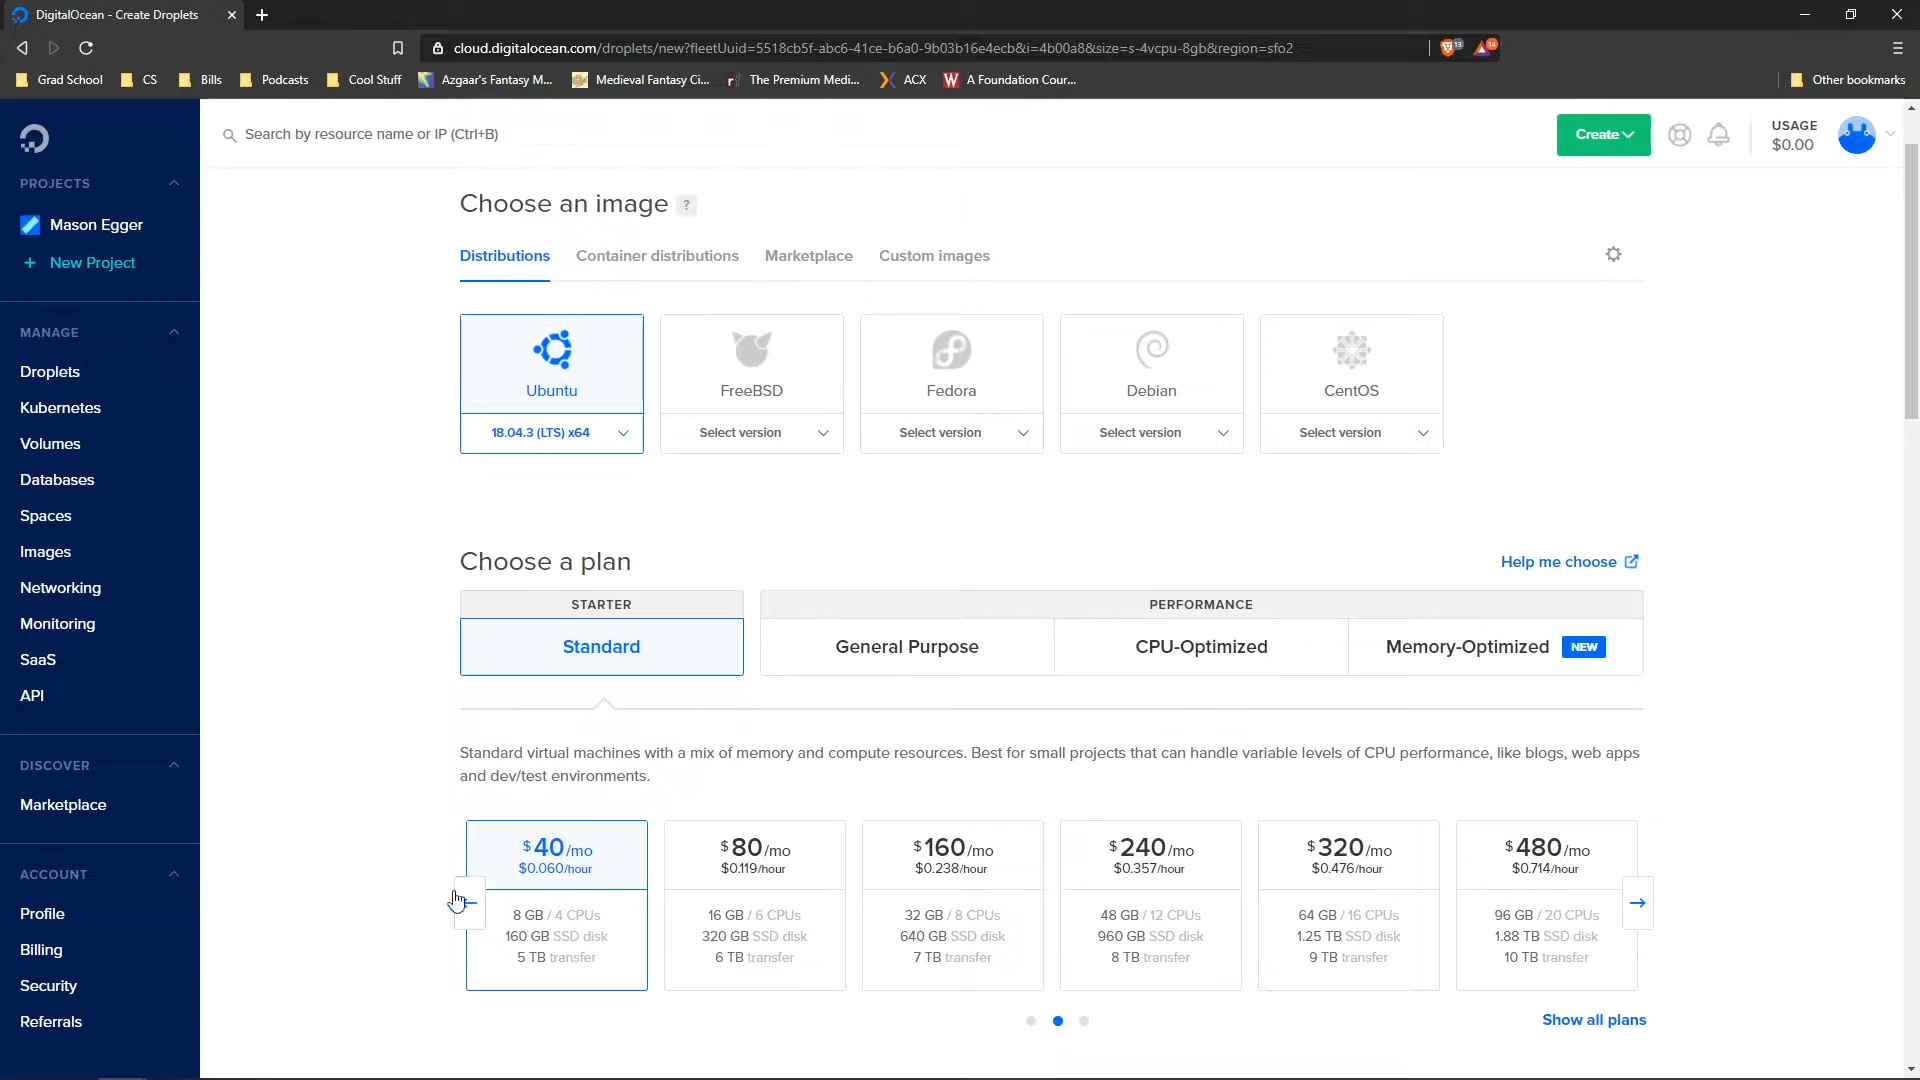 DigitalOcean - Create Droplets
cloud.digitalocean.com/droplets/new?fleetUuid=5518cb5f-abc6-41ce-b6a0-9b03b16e4ecb&i=4b00a8&size=s-4vcpu-8gb&region=sfo2
13
14
Grad School
CS
Bills
Podcasts
Cool Stuff
Azgaar's Fantasy M...
Medieval Fantasy Ci...
The Premium Medi...
ACX
A Foundation Cour...
Other bookmarks
Search by resource name or IP (Ctrl+B)
Create
USAGE
$0.00
PROJECTS
Mason Egger
+ New Project
MANAGE
Droplets
Kubernetes
Volumes
Databases
Spaces
Images
Networking
Monitoring
SaaS
API
DISCOVER
Marketplace
ACCOUNT
Profile
Billing
Security
Referrals
Choose an image ?
Distributions
Container distributions
Marketplace
Custom images
Ubuntu
18.04.3 (LTS) x64
FreeBSD
Select version
Fedora
Select version
Debian
Select version
CentOS
Select version
Choose a plan
Help me choose
STARTER
Standard
PERFORMANCE
General Purpose
CPU-Optimized
Memory-Optimized NEW
Standard virtual machines with a mix of memory and compute resources. Best for small projects that can handle variable levels of CPU performance, like blogs, web apps
and dev/test environments.
$40/mo
$0.060/hour
8 GB / 4 CPUs
160 GB SSD disk
5 TB transfer
$80/mo
$0.119/hour
16 GB / 6 CPUs
320 GB SSD disk
6 TB transfer
$160/mo
$0.238/hour
32 GB / 8 CPUs
640 GB SSD disk
7 TB transfer
$240/mo
$0.357/hour
48 GB / 12 CPUs
960 GB SSD disk
8 TB transfer
$320/mo
$0.476/hour
64 GB / 16 CPUs
1.25 TB SSD disk
9 TB transfer
$480/mo
$0.714/hour
96 GB / 20 CPUs
1.88 TB SSD disk
10 TB transfer
Show all plans